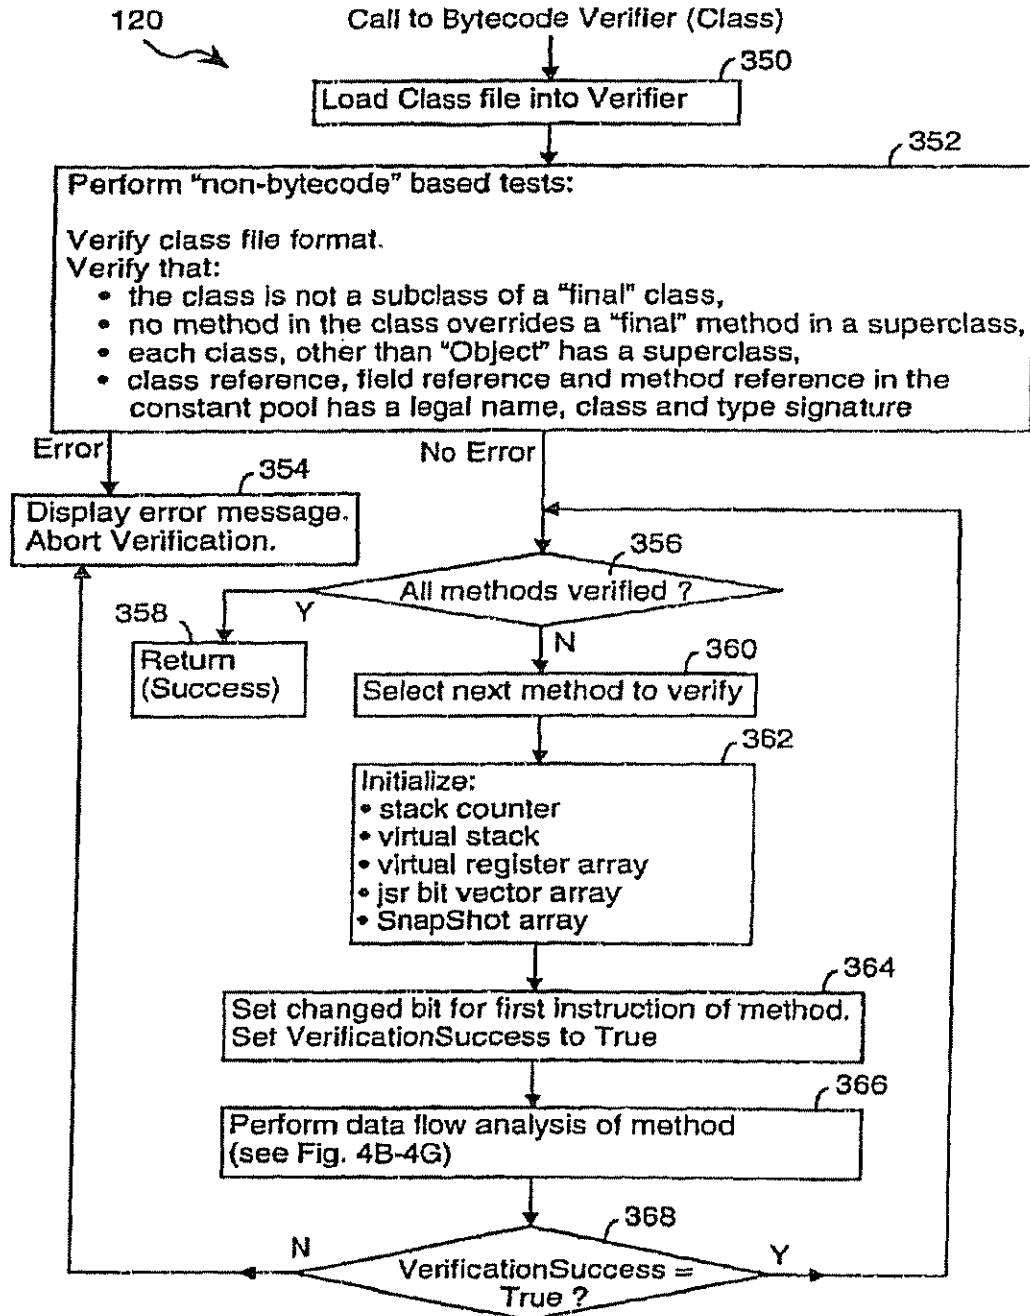 120
Call to Bytecode Verifier (Class)
350
Load Class file into Verifier
352
Perform "non-bytecode" based tests:
Verify class file format.
Verify that:
• the class is not a subclass of a "final" class,
• no method in the class overrides a "final" method in a superclass,
• each class, other than "Object" has a superclass,
• class reference, field reference and method reference in the
constant pool has a legal name, class and type signature
Error
No Error
354
Display error message.
Abort Verification.
356
All methods verified ?
Y
N
358
Return
(Success)
360
Select next method to verify
362
Initialize:
• stack counter
• virtual stack
• virtual register array
• jsr bit vector array
• SnapShot array
364
Set changed bit for first instruction of method.
Set VerificationSuccess to True
366
Perform data flow analysis of method
(see Fig. 4B-4G)
368
N
Y
VerificationSuccess =
True ?